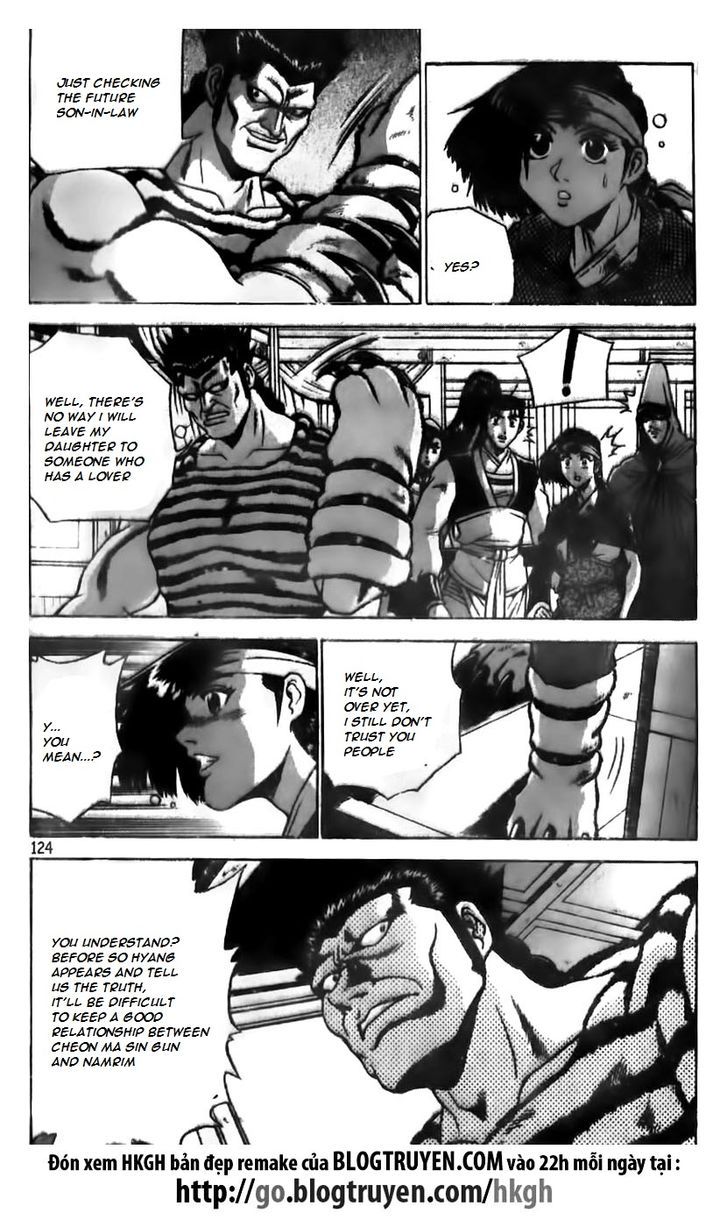 JUST CHECKING
THE FUTURE
SON-IN-LAW
YES?
WELL, THERE'S
NO WAY I WILL
LEAVE MY
DAUGHTER TO
SOMEONE WHO
HAS A LOVER
!
Y...
YOU
MEAN...?
WELL,
IT'S NOT
OVER YET,
I STILL DON'T
TRUST YOU
PEOPLE
124
YOU UNDERSTAND?
BEFORE SO HYANG
APPEARS AND TELL
US THE TRUTH,
IT'LL BE DIFFICULT
TO KEEP A GOOD
RELATIONSHIP BETWEEN
CHEON MA SIN GUN
AND NAMRIM
Đón xem HKGH bản đẹp remake của BLOGTRUYEN.COM vào 22h mỗi ngày tại :
http://go.blogtruyen.com/hkgh